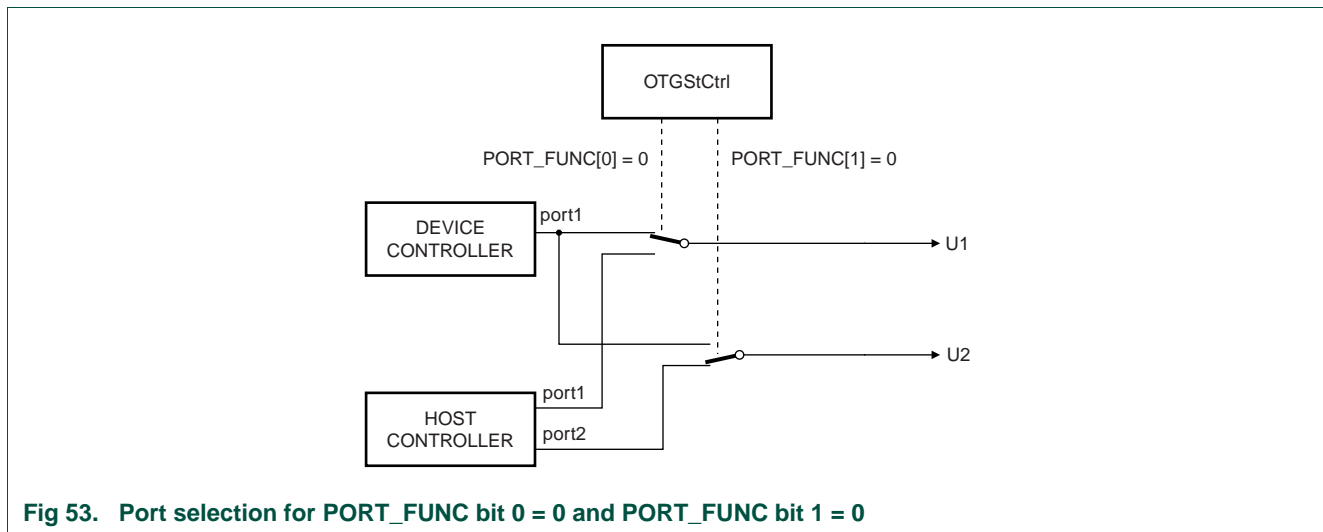 OTGStCtrl
PORT_FUNC[0] = 0
PORT_FUNC[1] = 0
port1
DEVICE
CONTROLLER
U1
U2
port1
HOST
CONTROLLER
port2
Fig 53. Port selection for PORT_FUNC bit 0 = 0 and PORT_FUNC bit 1 = 0